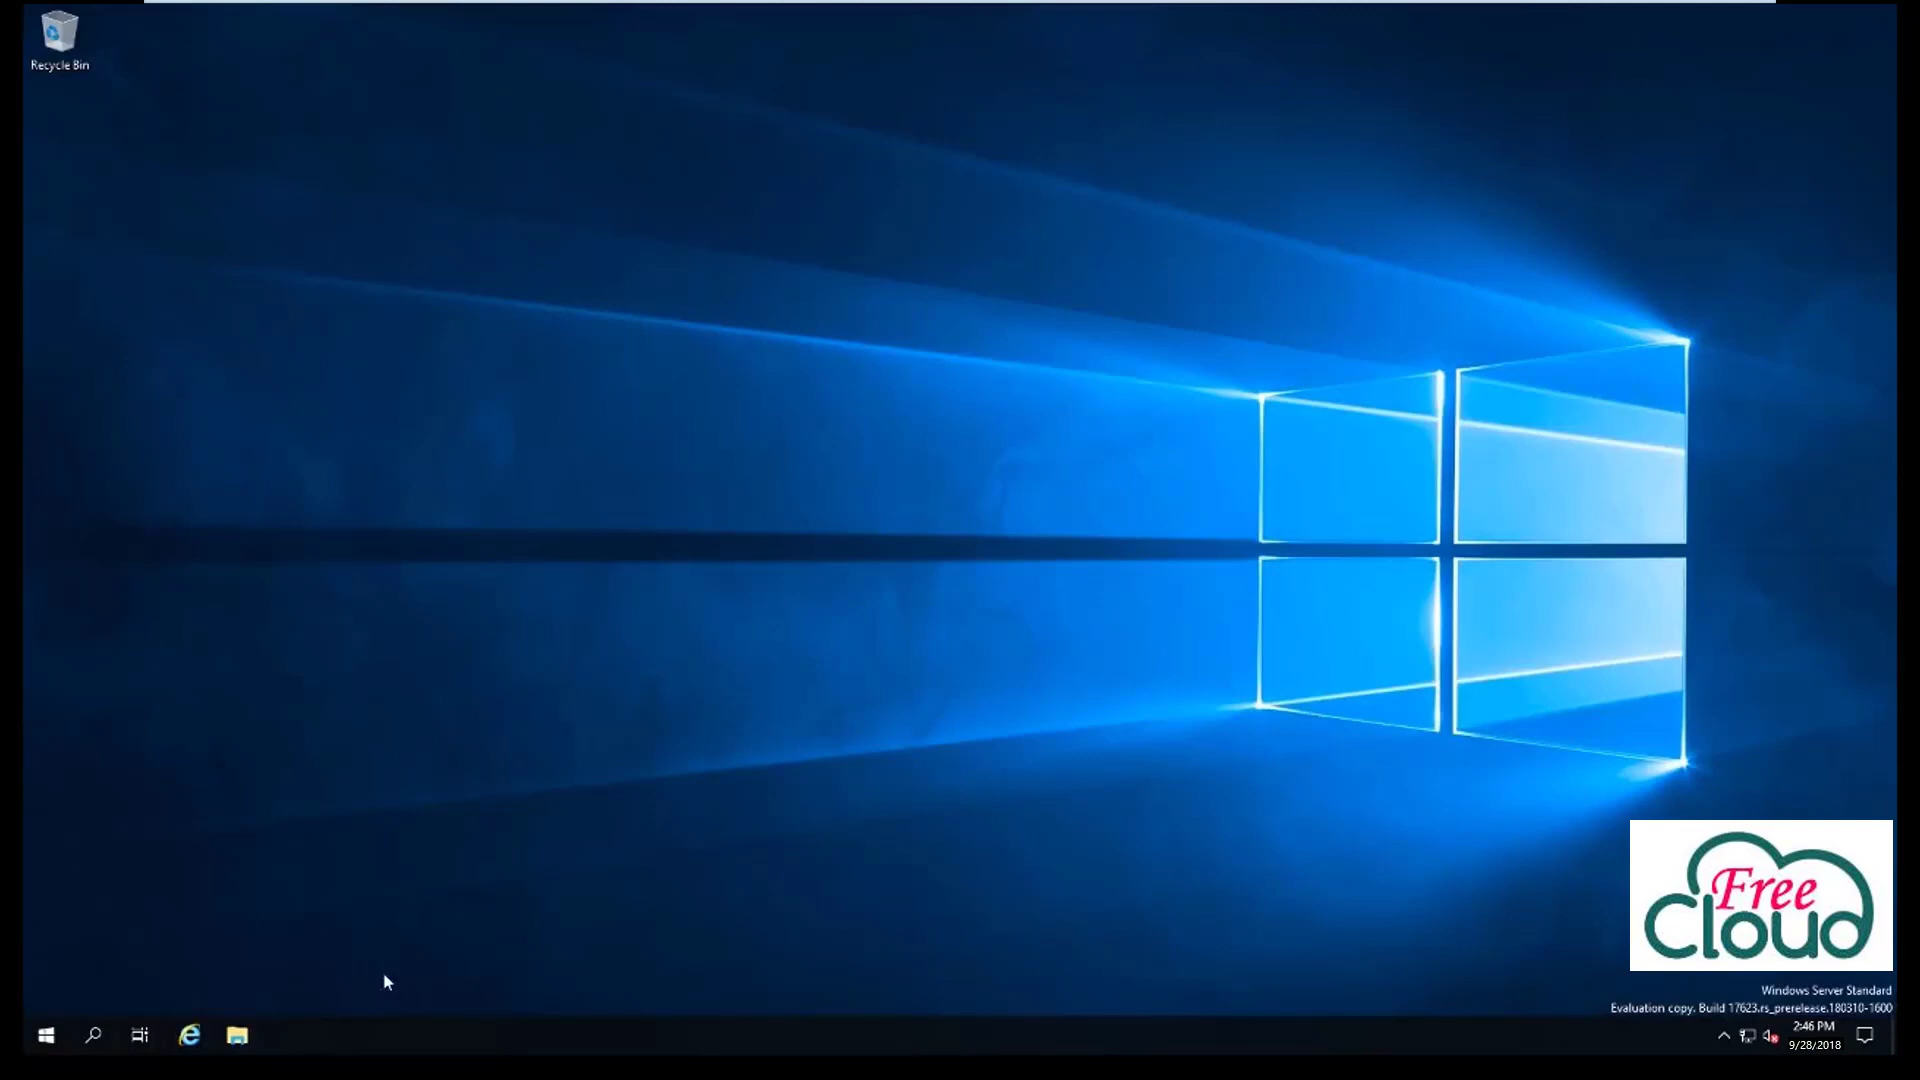 Recycle Bin
Free
Cloud
Windows Server Standard
Evaluation copy. Build 17623.rs_prerelease.180310-1600
2:46 PM
9/28/2018